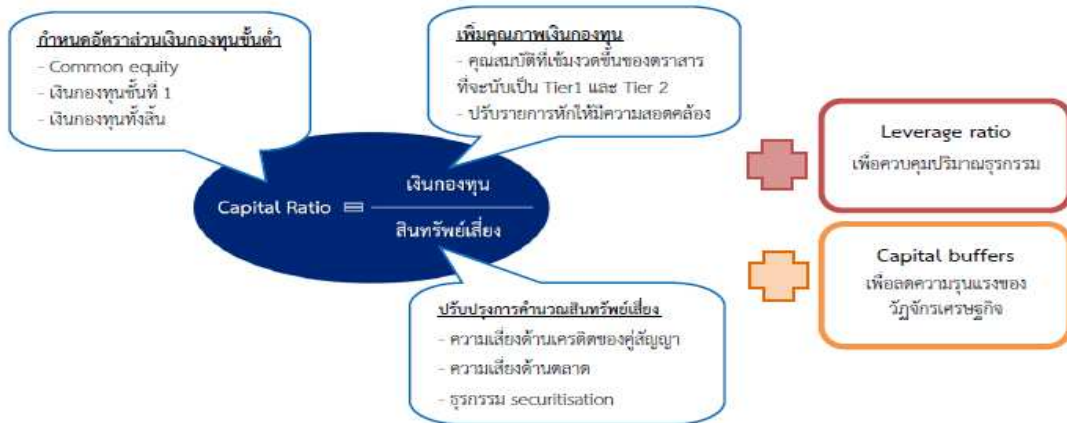 กำหนดอัตราส่วนเงินกองทุนขั้นต่ำ
- Common equity
- เงินกองทุนชั้นที่ 1
- เงินกองทุนทั้งสิ้น
เพิ่มคุณภาพเงินกองทุน
- คุณสมบัติที่เข้มงวดขึ้นของตราสาร
ที่จะนับเป็น Tier1 และ Tier 2
- ปรับรายการหักให้มีความสอดคล้อง
Capital Ratio =
เงินกองทุน
สินทรัพย์เสี่ยง
ปรับปรุงการคำนวณสินทรัพย์เสี่ยง
- ความเสี่ยงด้านเครดิตของคู่สัญญา
- ความเสี่ยงด้านตลาด
- ธุรกรรม securitisation
Leverage ratio
เพื่อควบคุมปริมาณธุรกรรม
Capital buffers
เพื่อลดความรุนแรงของ
วัฏจักรเศรษฐกิจ